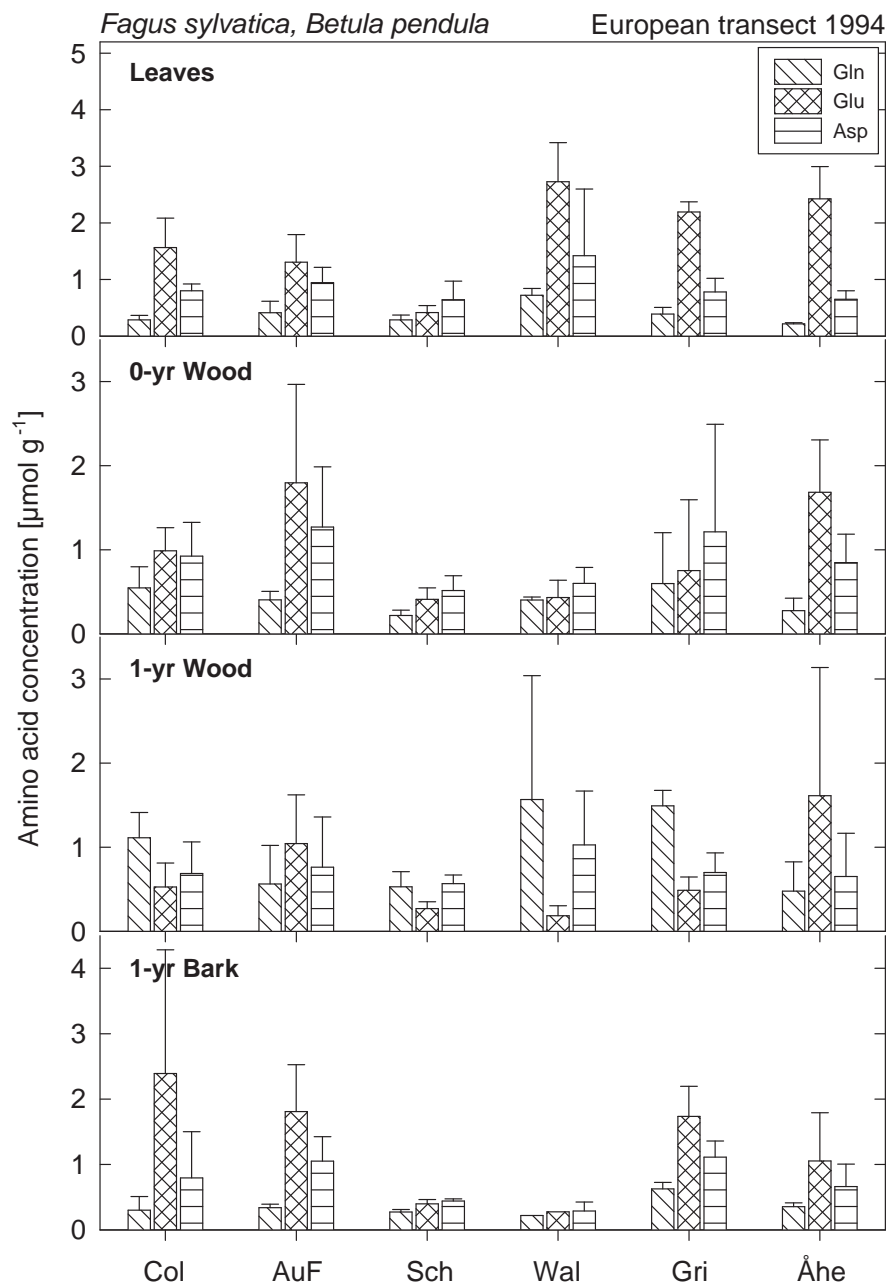 Fagus sylvatica, Betula pendula European transect 1994
Leaves
Gln
Glu
Asp
5
4
3
2
1
0
0-yr Wood
3
2
1
0
1-yr Wood
3
2
1
0
1-yr Bark
4
3
2
1
0
Amino acid concentration [µmol g⁻¹]
Col AuF Sch Wal Gri Åhe